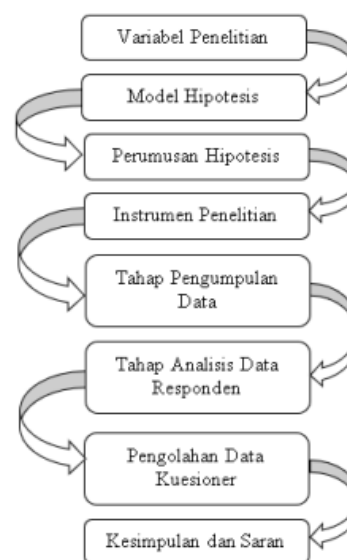 Variabel Penelitian
Model Hipotesis
Perumusan Hipotesis
Instrumen Penelitian
Tahap Pengumpulan
Data
Tahap Analisis Data
Responden
Pengolahan Data
Kuesioner
Kesimpulan dan Saran